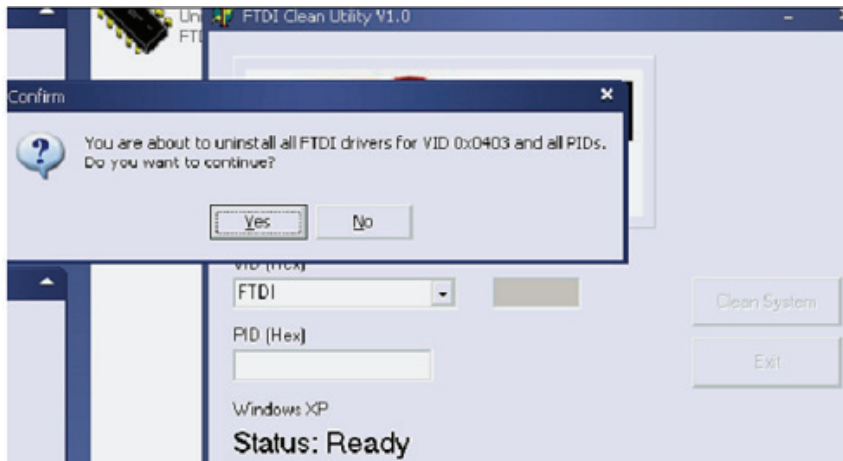 Uni
FTD
FTDI Clean Utility V1.0
Confirm
You are about to uninstall all FTDI drivers for VID 0x0403 and all PIDs.
Do you want to continue?
Yes
No
VID (Hex)
FTDI
Clean System
PID (Hex)
Exit
Windows XP
Status: Ready